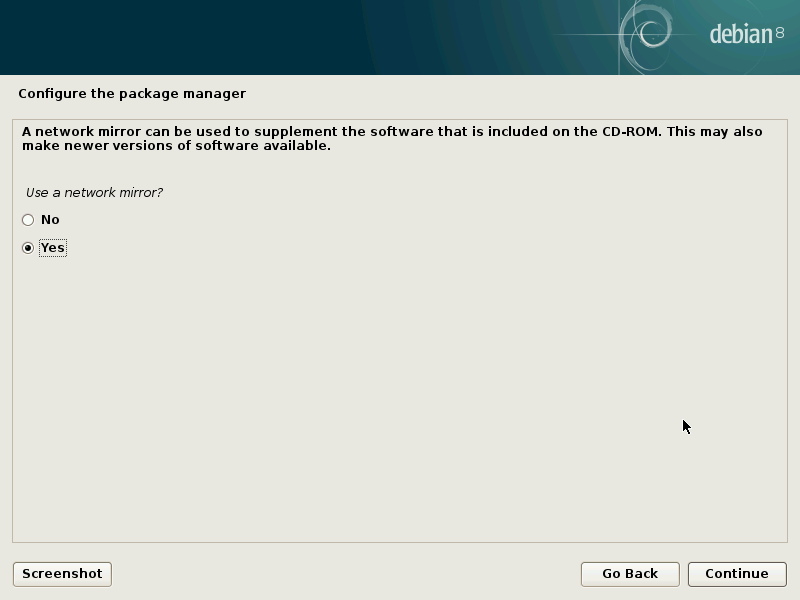 debian 8
Configure the package manager
A network mirror can be used to supplement the software that is included on the CD-ROM. This may also
make newer versions of software available.
Use a network mirror?
No
Yes
Screenshot
Go Back
Continue